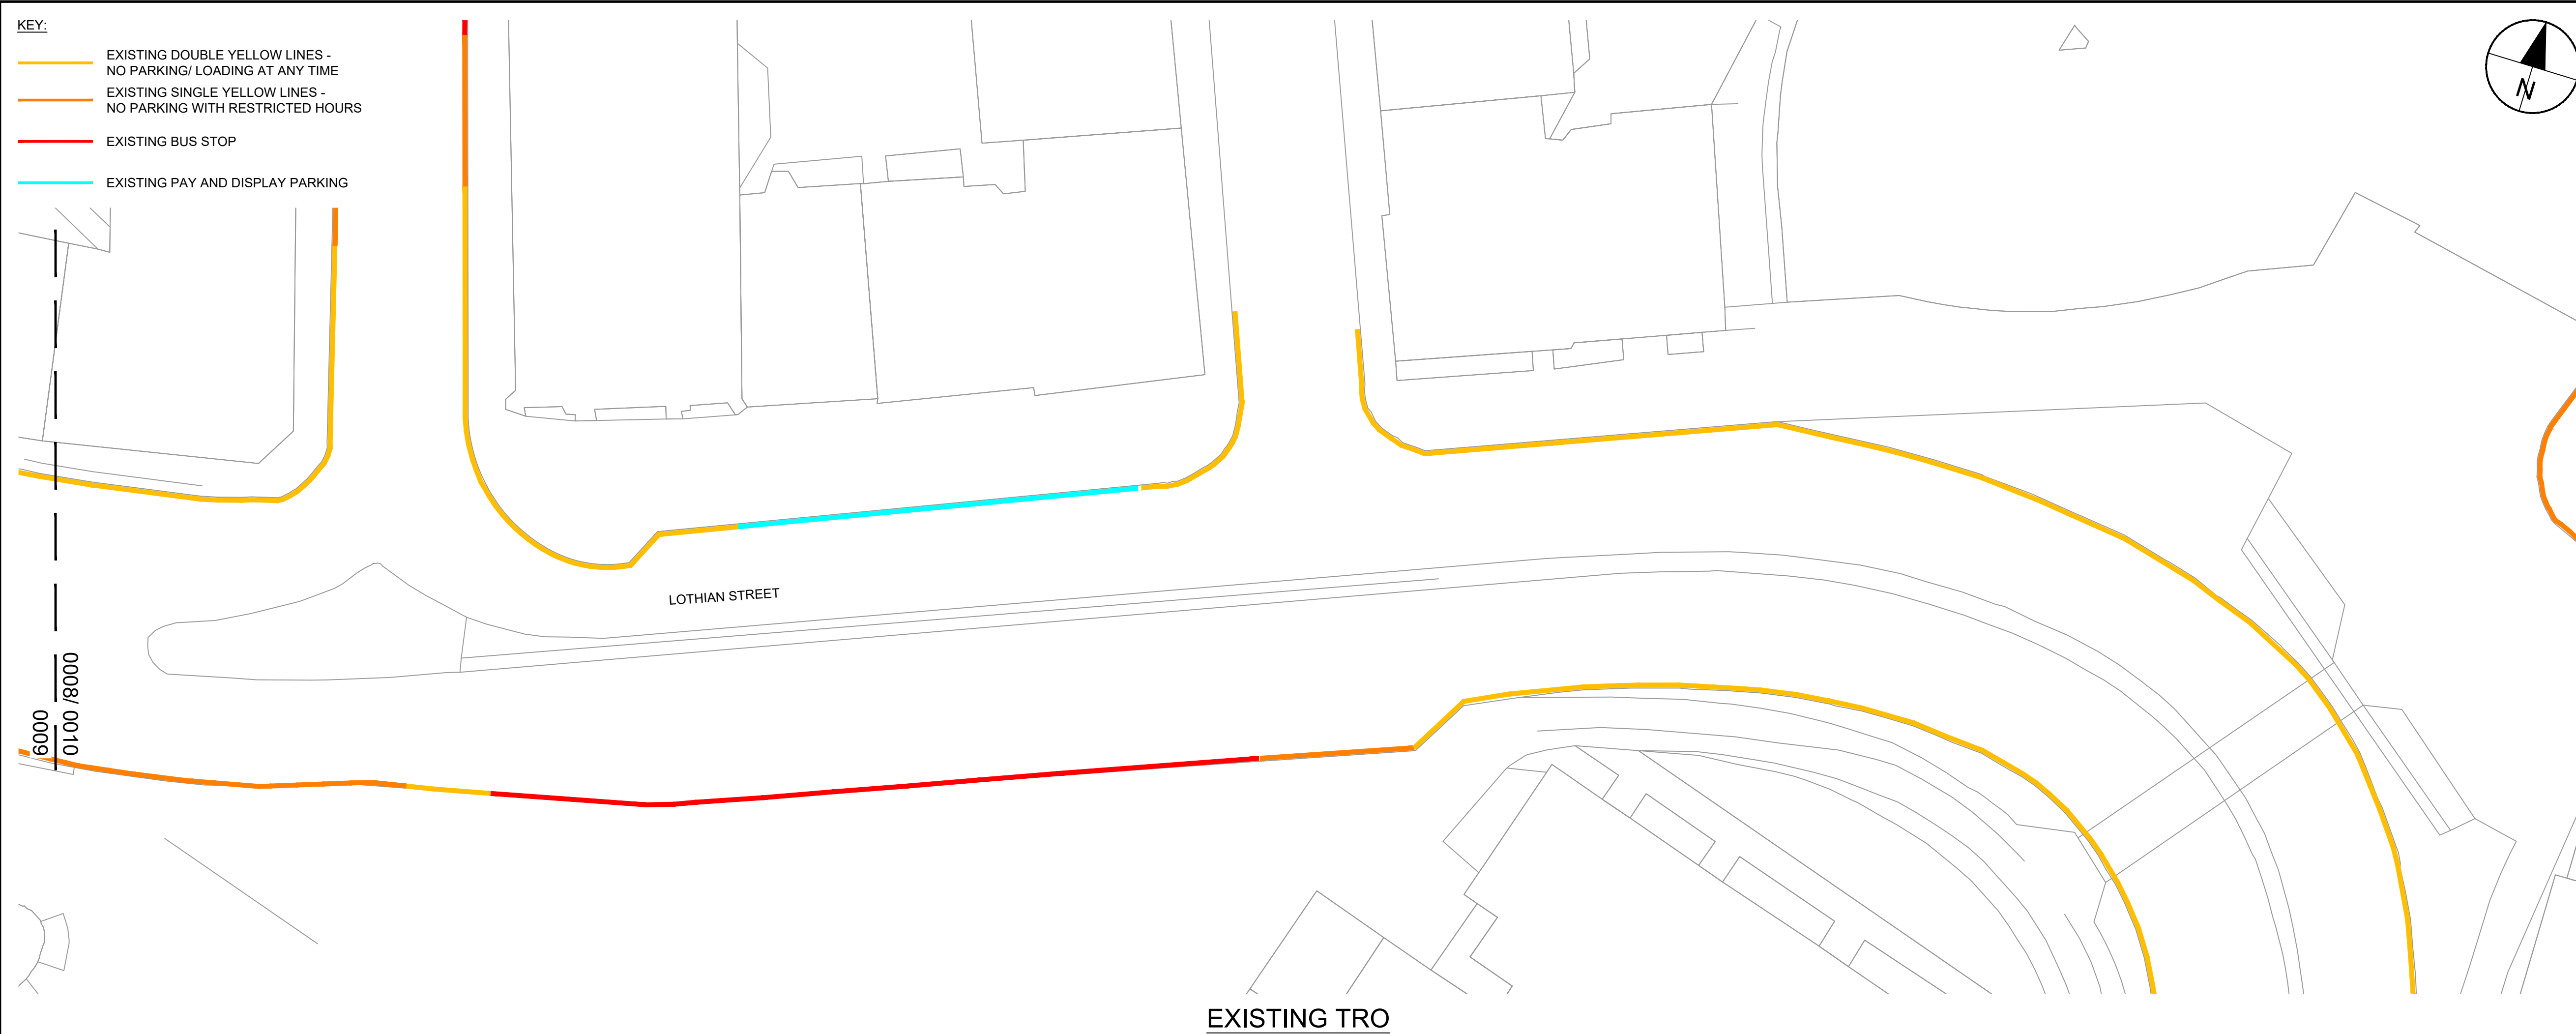 KEY:
EXISTING DOUBLE YELLOW LINES -
NO PARKING/ LOADING AT ANY TIME
EXISTING SINGLE YELLOW LINES -
NO PARKING WITH RESTRICTED HOURS
EXISTING BUS STOP
EXISTING PAY AND DISPLAY PARKING
N
LOTHIAN STREET
0008/ 0010
0009
EXISTING TRO